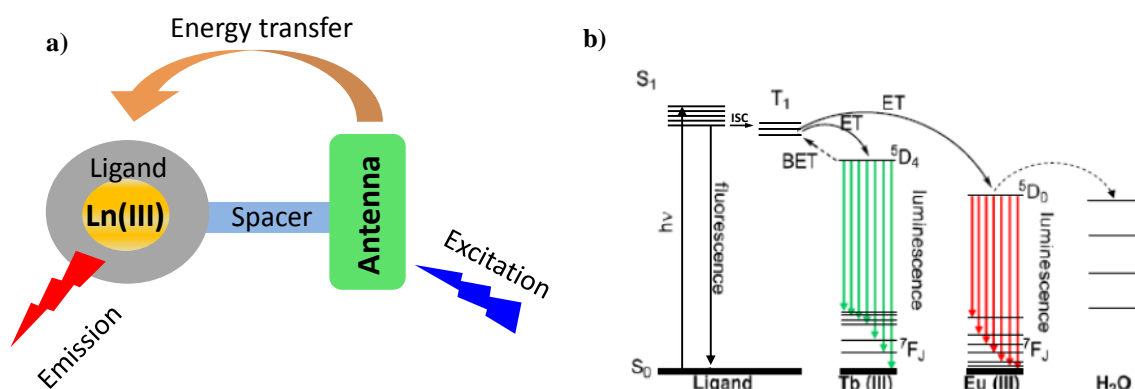 a)
Energy transfer
Ligand
Ln(III)
Spacer
Antenna
Excitation
Emission
b)
S1
T1
ISC
ET
ET
BET
hν
fluorescence
5D4
luminescence
5D0
luminescence
7FJ
7FJ
S0
Ligand
Tb (III)
Eu (III)
H2O